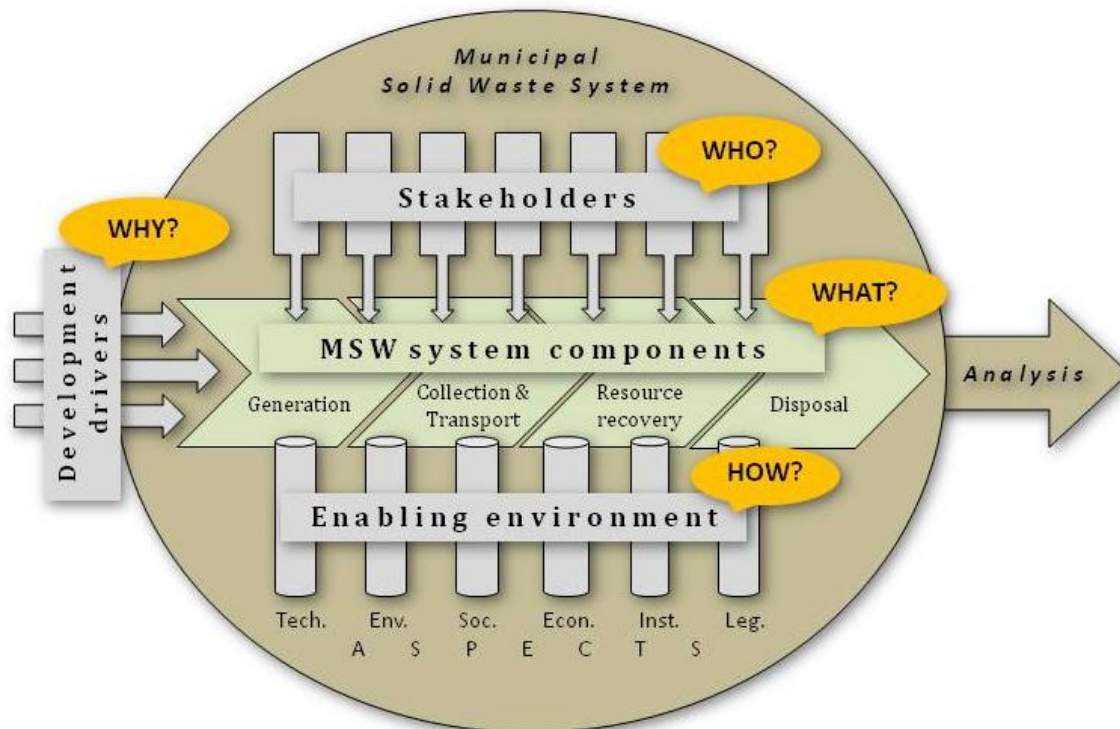 Municipal
Solid Waste System
WHO?
Stakeholders
WHY?
Development
drivers
WHAT?
MSW system components
Generation
Collection &
Transport
Resource
recovery
Disposal
Analysis
HOW?
Enabling environment
Tech. Env. Soc. Econ. Inst. Leg.
A S P E C T S